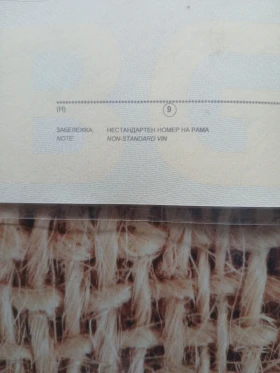 (H) 9
ЗАБЕЛЕЖКА: НЕСТАНДАРТЕН НОМЕР НА РАМА
NOTE: NON-STANDARD VIN